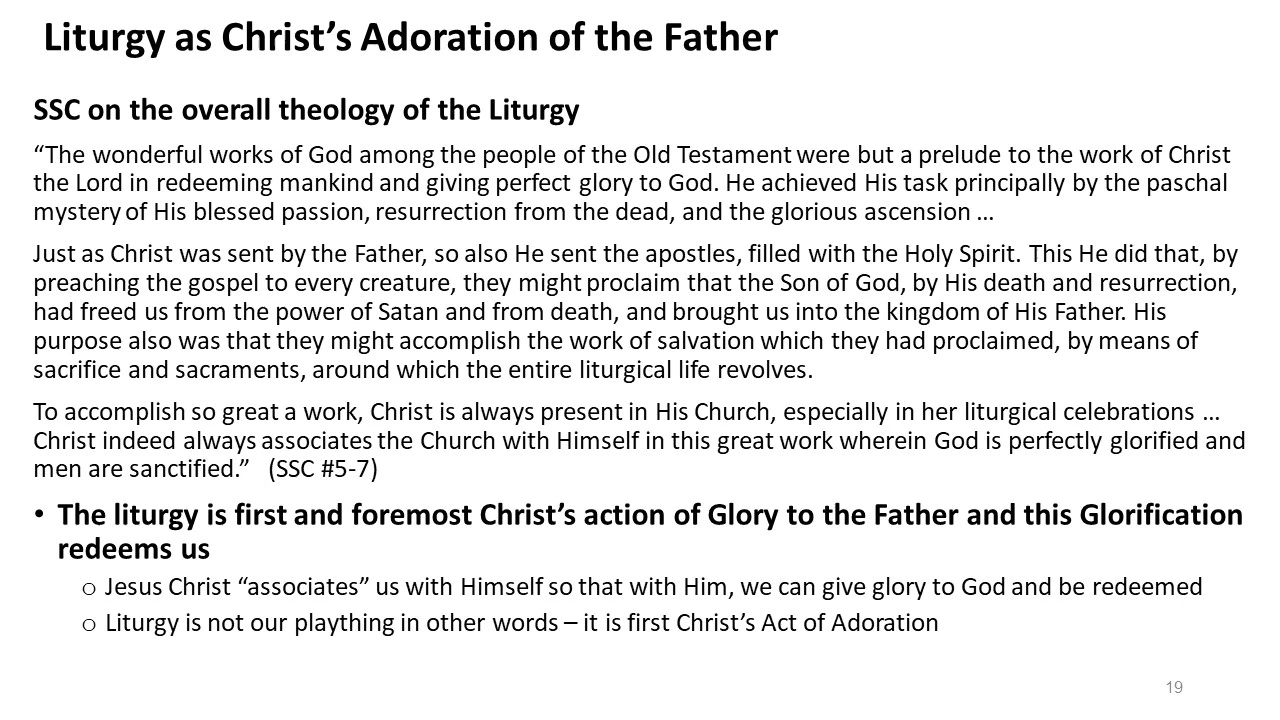 Liturgy as Christ’s Adoration of the Father
SSC on the overall theology of the Liturgy
“The wonderful works of God among the people of the Old Testament were but a prelude to the work of Christ
the Lord in redeeming mankind and giving perfect glory to God. He achieved His task principally by the paschal
mystery of His blessed passion, resurrection from the dead, and the glorious ascension …
Just as Christ was sent by the Father, so also He sent the apostles, filled with the Holy Spirit. This He did that, by
preaching the gospel to every creature, they might proclaim that the Son of God, by His death and resurrection,
had freed us from the power of Satan and from death, and brought us into the kingdom of His Father. His
purpose also was that they might accomplish the work of salvation which they had proclaimed, by means of
sacrifice and sacraments, around which the entire liturgical life revolves.
To accomplish so great a work, Christ is always present in His Church, especially in her liturgical celebrations …
Christ indeed always associates the Church with Himself in this great work wherein God is perfectly glorified and
men are sanctified.” (SSC #5-7)
• The liturgy is first and foremost Christ’s action of Glory to the Father and this Glorification
redeems us
o Jesus Christ “associates” us with Himself so that with Him, we can give glory to God and be redeemed
o Liturgy is not our plaything in other words – it is first Christ’s Act of Adoration
19